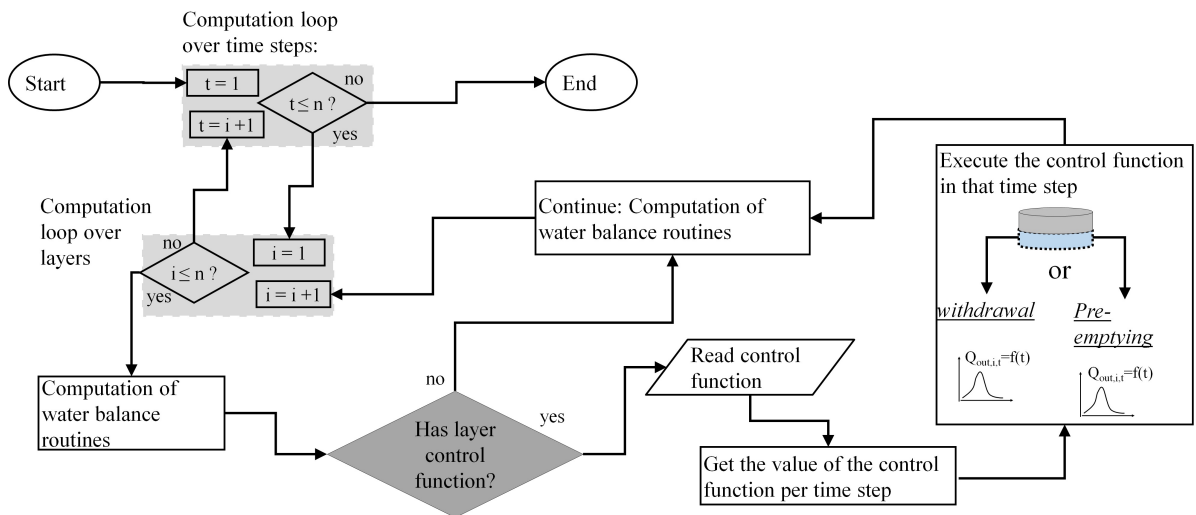 Computation loop
over time steps:
Start
t = 1
t = i +1
t ≤ n ?
no
yes
End
Computation
loop over
layers
no
i ≤ n ?
yes
i = 1
i = i +1
Computation of
water balance
routines
Has layer
control
function?
no
yes
Read control
function
Get the value of the control
function per time step
Execute the control function
in that time step
or
withdrawal
Pre-
emptying
Qout,i,t=f(t)
Qout,i,t=f(t)
Continue: Computation of
water balance routines